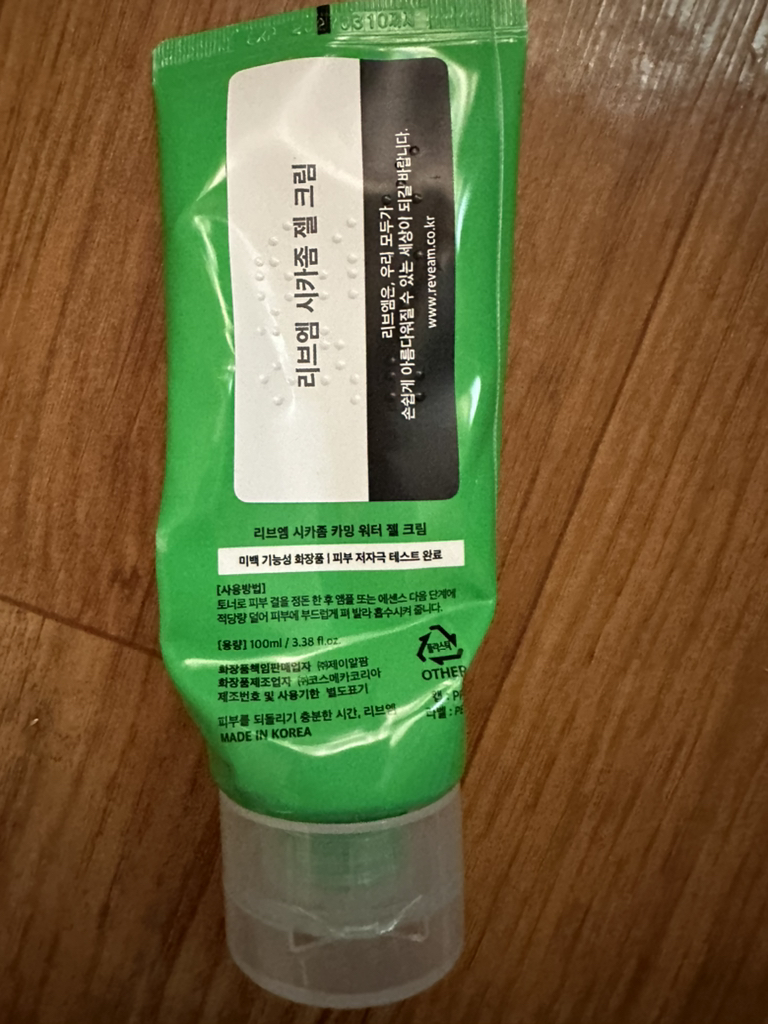 리브엠 시카좀 젤 크림
리브엠은, 우리 모두가
손쉽게 아름다워질 수 있는 세상이 되길 바랍니다.
www.reveam.co.kr
리브엠 시카좀 카밍 워터 젤 크림
미백 기능성 화장품 | 피부 저자극 테스트 완료
[사용방법]
토너로 피부 결을 정돈 한 후 앰플 또는 에센스 다음 단계에
적당량 덜어 피부에 부드럽게 펴 발라 흡수시켜 줍니다.
[용량] 100ml / 3.38 fl.oz.
화장품책임판매업자 ㈜제이알팜
화장품제조업자 ㈜코스메카코리아
제조번호 및 사용기한 별도표기
피부를 되돌리기 충분한 시간, 리브엠
MADE IN KOREA
플라스틱
OTHER
캡 :
라벨 :